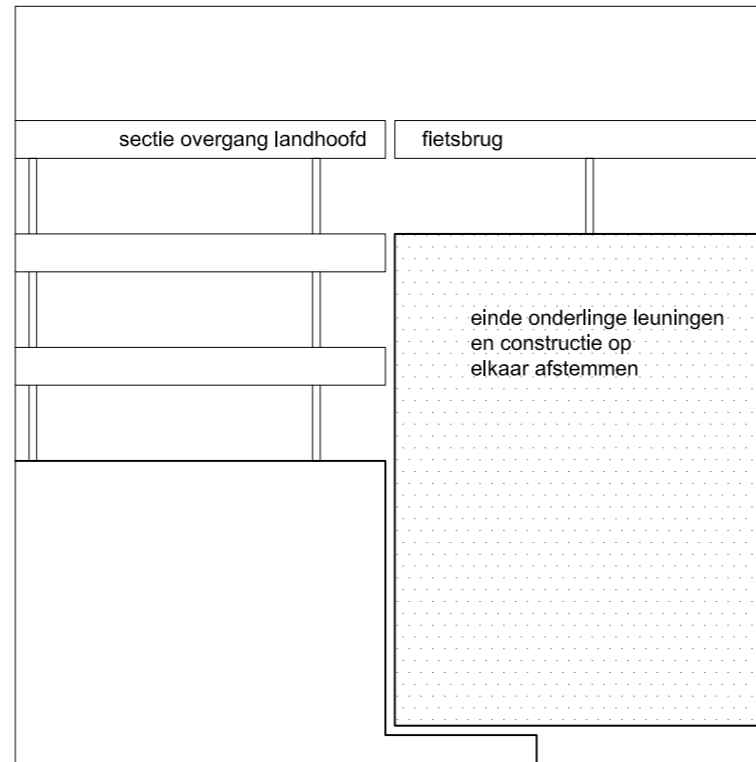 sectie overgang landhoofd
fietsbrug
einde onderlinge leuningen
en constructie op
elkaar afstemmen